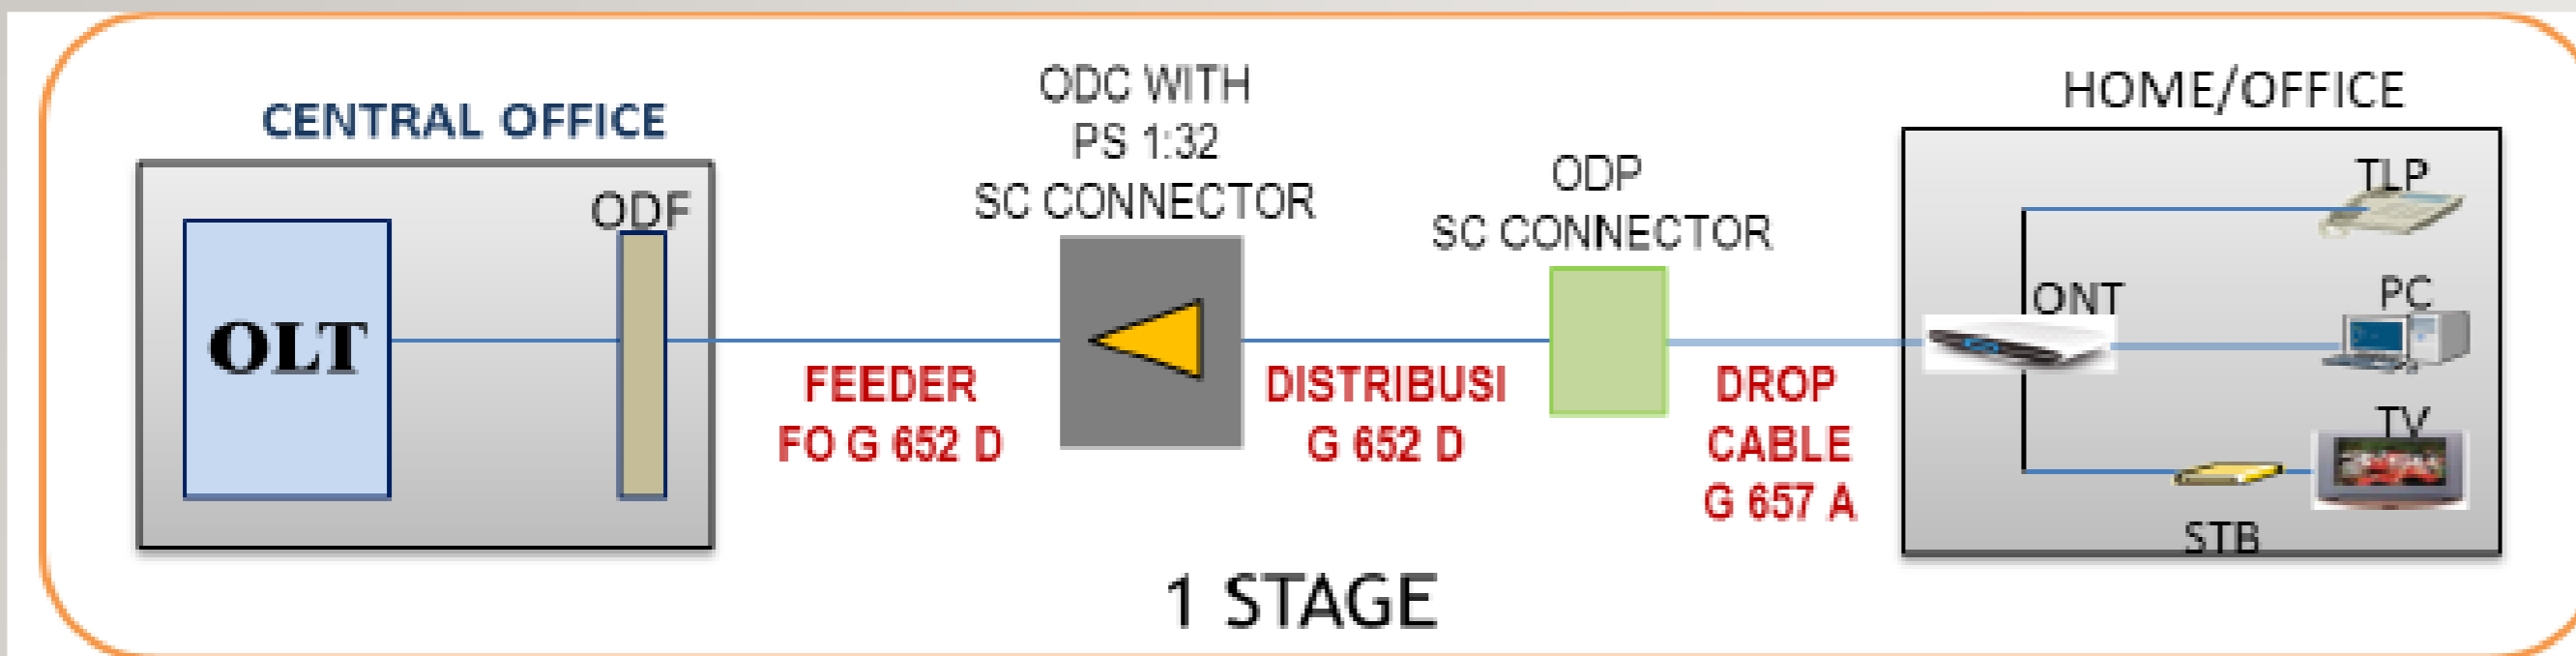 CENTRAL OFFICE
OLT
ODF
FEEDER
FO G 652 D
ODC WITH
PS 1:32
SC CONNECTOR
DISTRIBUSI
G 652 D
ODP
SC CONNECTOR
DROP
CABLE
G 657 A
HOME/OFFICE
TLP
ONT
PC
TV
STB
1 STAGE